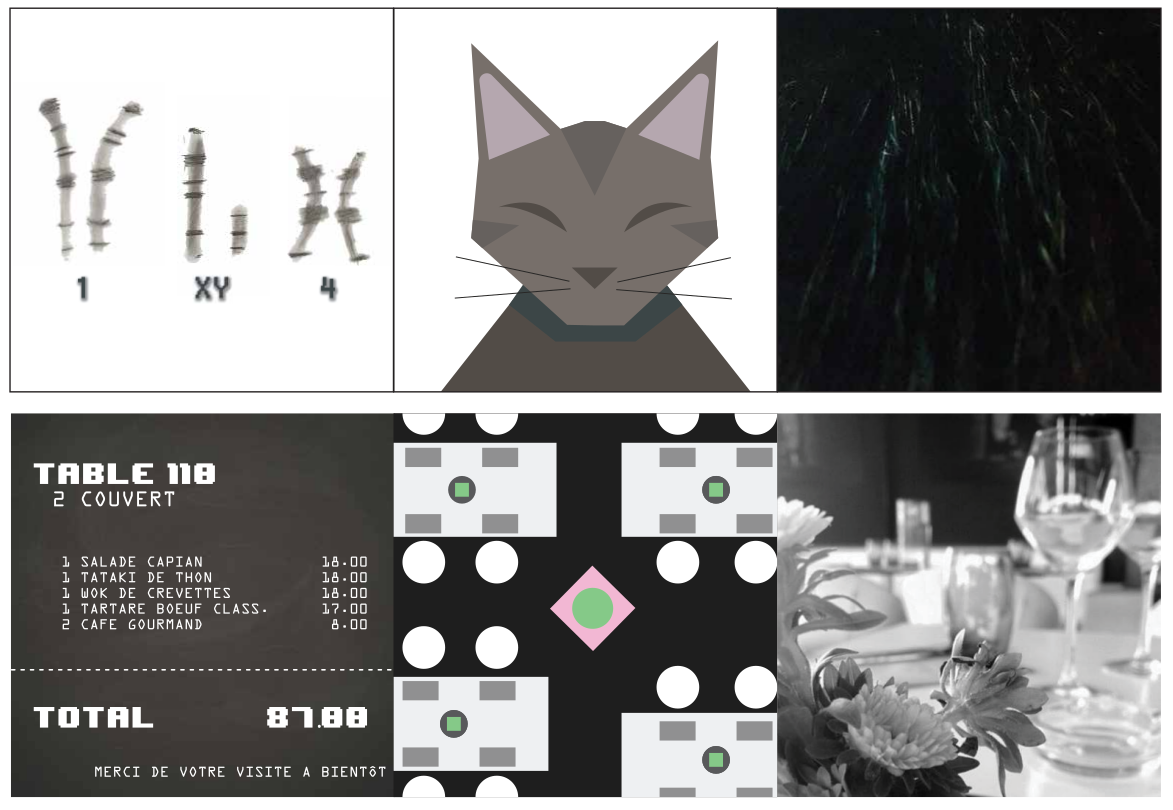 1 XY 4
TABLE 118
2 COUVERT
1 SALADE CAPIAN 18.00
1 TATAKI DE THON 18.00
1 WOK DE CREVETTES 18.00
1 TARTARE BOEUF CLASS. 17.00
2 CAFE GOURMAND 8.00
TOTAL 87.00
MERCI DE VOTRE VISITE A BIENTôT